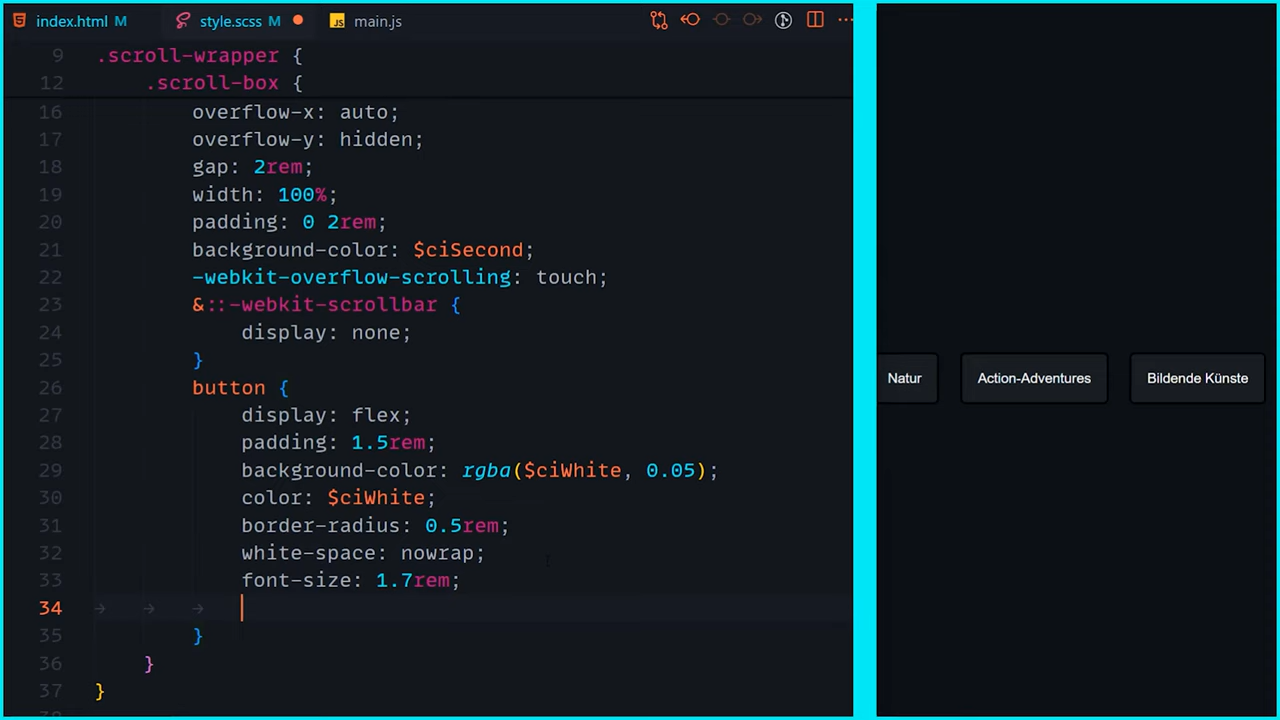 index.html M style.scss M JS main.js
9 .scroll-wrapper {
12 .scroll-box {
16 overflow-x: auto;
17 overflow-y: hidden;
18 gap: 2rem;
19 width: 100%;
20 padding: 0 2rem;
21 background-color: $ciSecond;
22 -webkit-overflow-scrolling: touch;
23 &::-webkit-scrollbar {
24 display: none;
25 }
26 button {
27 display: flex;
28 padding: 1.5rem;
29 background-color: rgba($ciWhite, 0.05);
30 color: $ciWhite;
31 border-radius: 0.5rem;
32 white-space: nowrap;
33 font-size: 1.7rem;
34
35 }
36 }
37 }
Natur Action-Adventures Bildende Künste